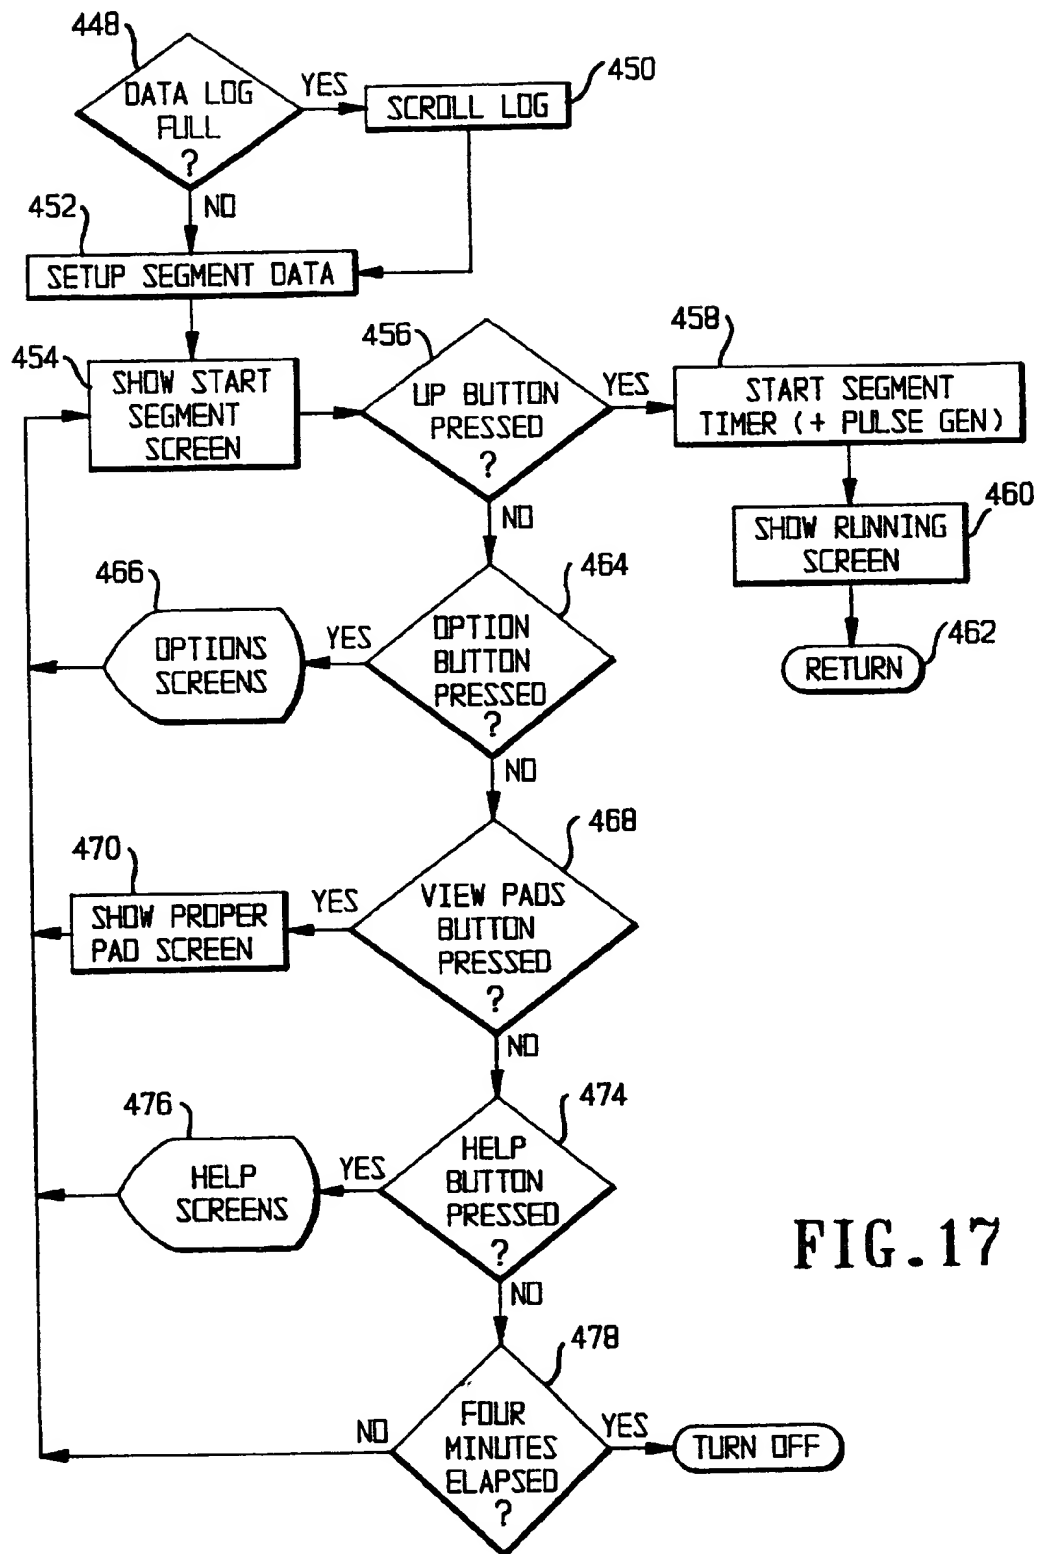 448
DATA LOG
FULL
?
YES
SCROLL LOG
450
NO
452
SETUP SEGMENT DATA
454
SHOW START
SEGMENT
SCREEN
456
UP BUTTON
PRESSED
?
YES
458
START SEGMENT
TIMER (+ PULSE GEN)
NO
SHOW RUNNING
SCREEN
460
RETURN
462
464
OPTION
BUTTON
PRESSED
?
YES
466
OPTIONS
SCREENS
NO
468
VIEW PADS
BUTTON
PRESSED
?
YES
470
SHOW PROPER
PAD SCREEN
NO
474
HELP
BUTTON
PRESSED
?
YES
476
HELP
SCREENS
FIG.17
NO
478
FOUR
MINUTES
ELAPSED
?
NO
YES
TURN OFF